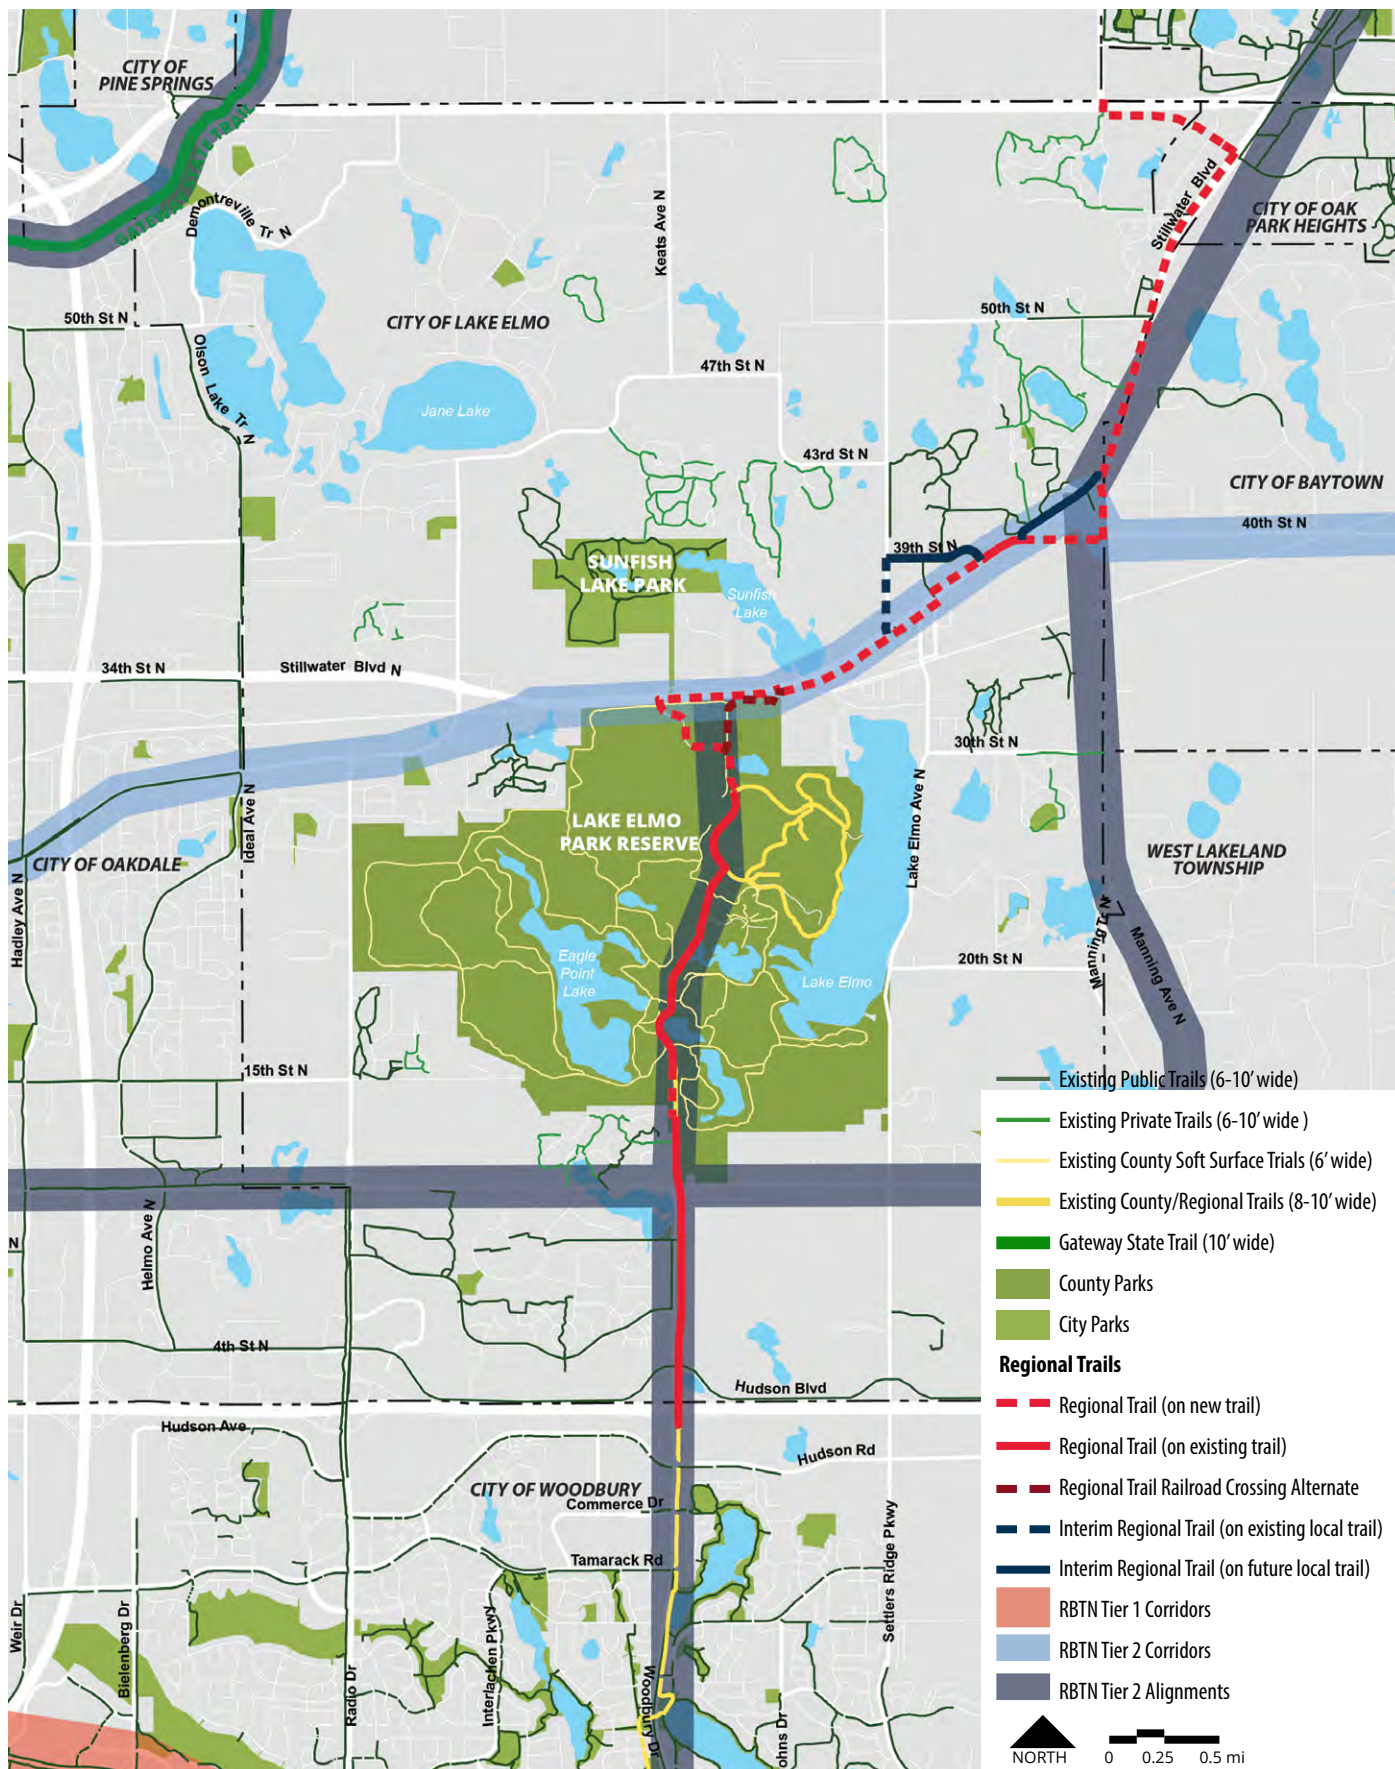 CITY OF
PINE SPRINGS
GATEWAY STATE TRAIL
Demontreville Tr N
Keats Ave N
Stillwater Blvd
CITY OF OAK
PARK HEIGHTS
50th St N
CITY OF LAKE ELMO
50th St N
Olson Lake Tr N
47th St N
Jane Lake
43rd St N
CITY OF BAYTOWN
40th St N
39th St N
SUNFISH
LAKE PARK
Sunfish
Lake
34th St N
Stillwater Blvd N
30th St N
Ideal Ave N
LAKE ELMO
PARK RESERVE
Lake Elmo Ave N
CITY OF OAKDALE
WEST LAKELAND
TOWNSHIP
Hadley Ave N
Eagle
Point
Lake
Lake Elmo
20th St N
Manning Tr N
Manning Ave N
15th St N
Helmo Ave N
N
4th St N
Hudson Blvd
Hudson Ave
Hudson Rd
CITY OF WOODBURY
Commerce Dr
Tamarack Rd
Settlers Ridge Pkwy
Weir Dr
Bielenberg Dr
Radio Dr
Interlachen Pkwy
Woodbury Dr
ohns Dr
Existing Public Trails (6-10' wide)
Existing Private Trails (6-10' wide )
Existing County Soft Surface Trials (6' wide)
Existing County/Regional Trails (8-10' wide)
Gateway State Trail (10' wide)
County Parks
City Parks
Regional Trails
Regional Trail (on new trail)
Regional Trail (on existing trail)
Regional Trail Railroad Crossing Alternate
Interim Regional Trail (on existing local trail)
Interim Regional Trail (on future local trail)
RBTN Tier 1 Corridors
RBTN Tier 2 Corridors
RBTN Tier 2 Alignments
NORTH
0 0.25 0.5 mi